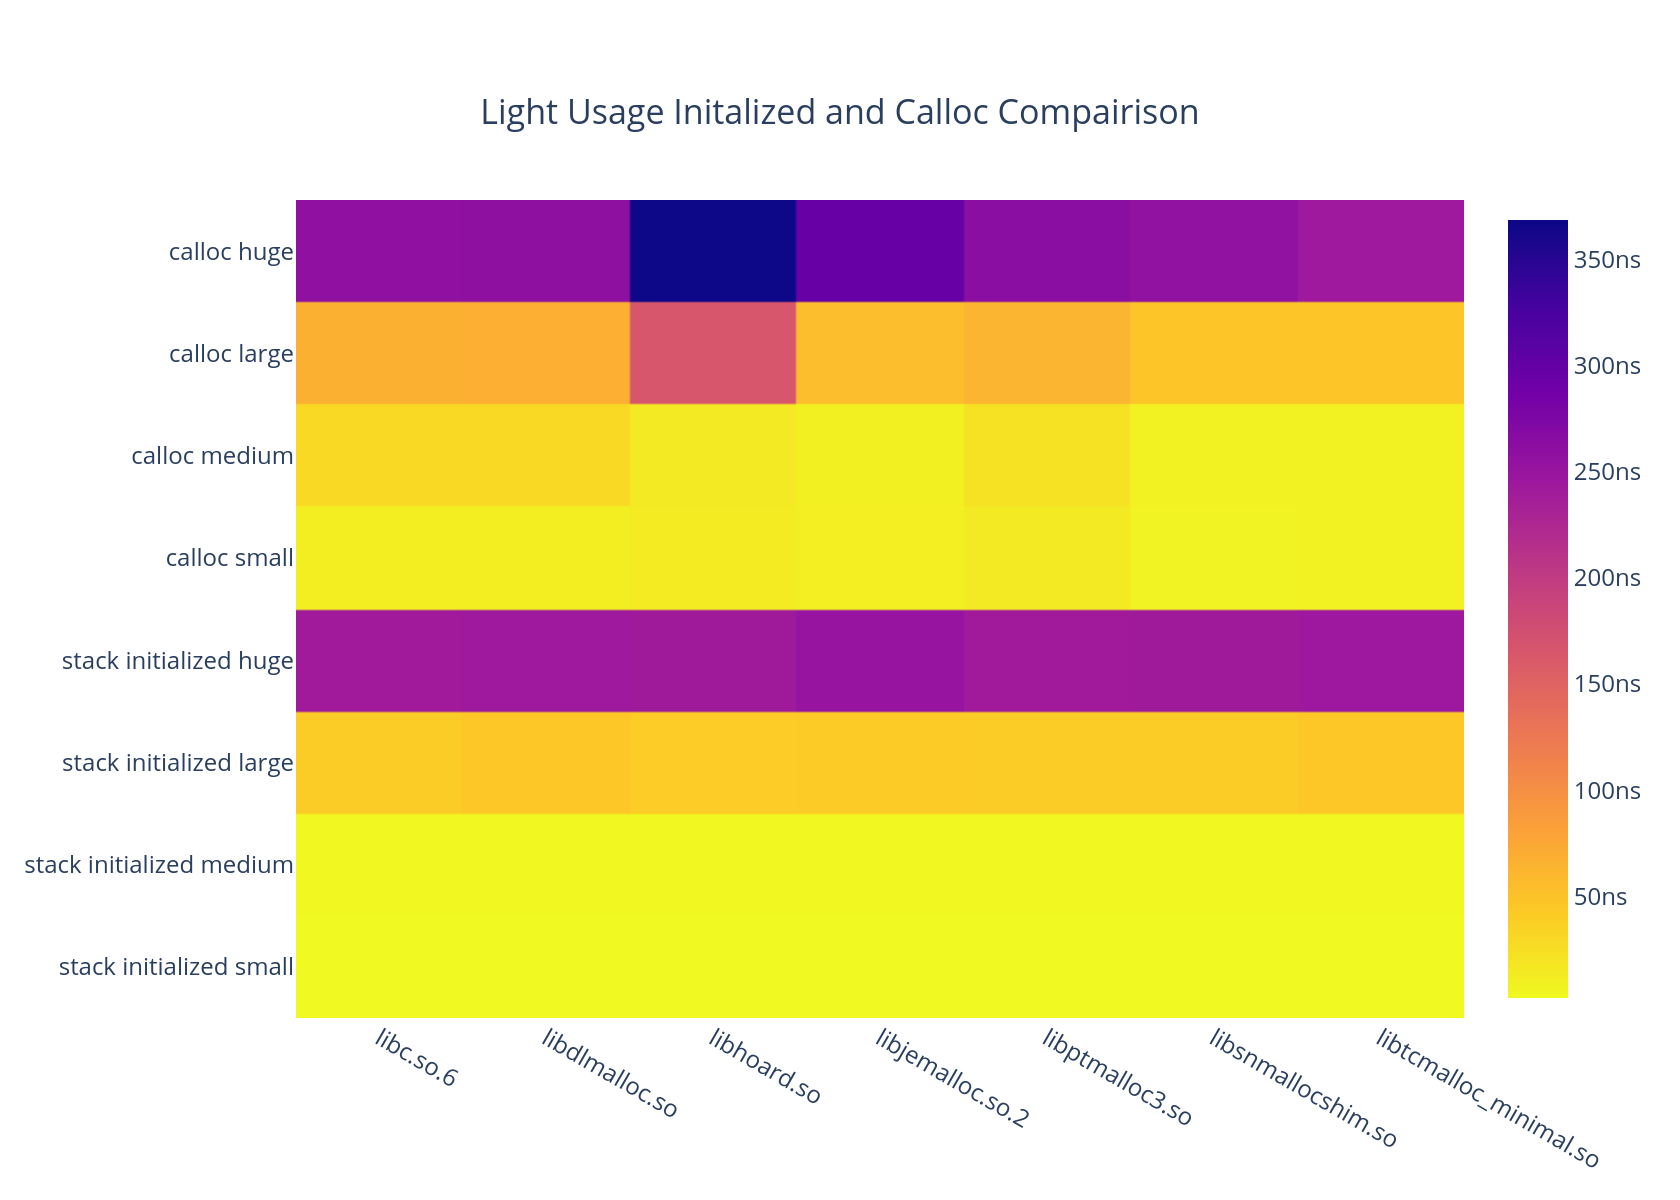 Light Usage Initalized and Calloc Compairison
calloc huge
calloc large
calloc medium
calloc small
stack initialized huge
stack initialized large
stack initialized medium
stack initialized small
350ns
300ns
250ns
200ns
150ns
100ns
50ns
libc.so.6
libdlmalloc.so
libhoard.so
libjemalloc.so.2
libptmalloc3.so
libsnmallocshim.so
libtcmalloc_minimal.so